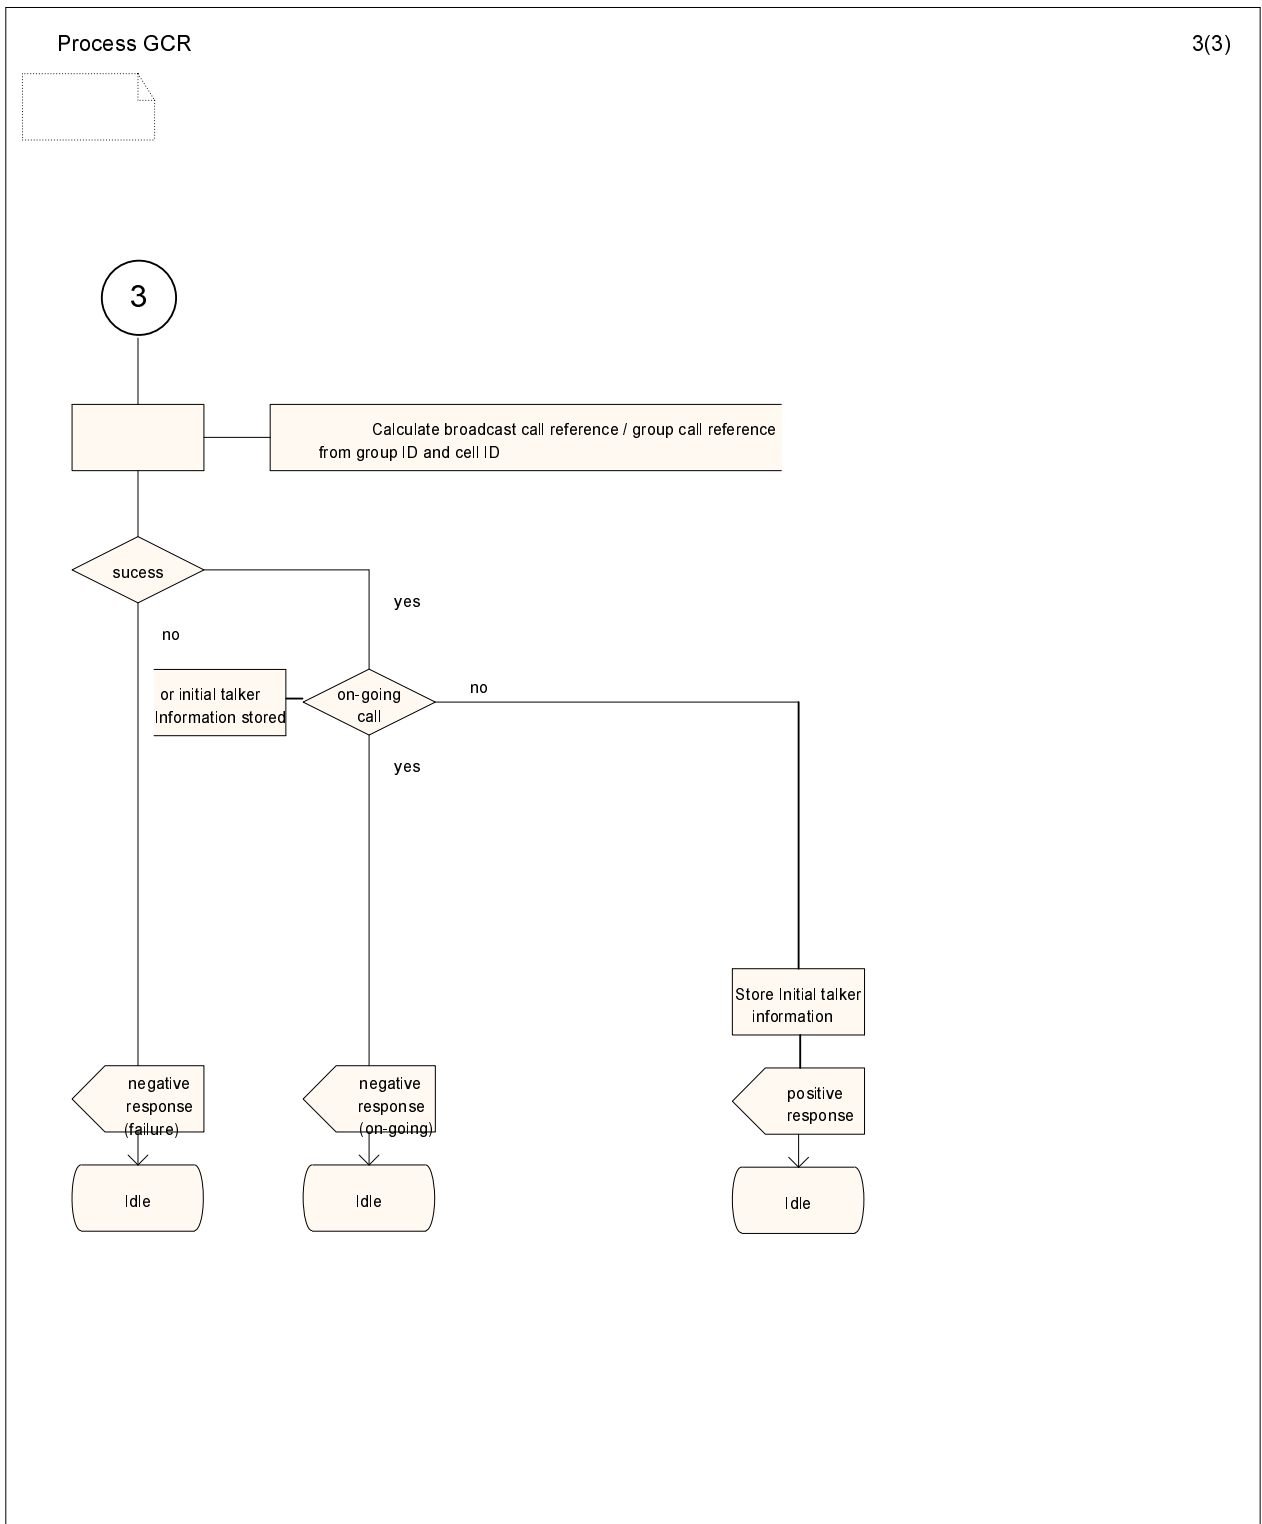 Process GCR
3(3)
3
Calculate broadcast call reference / group call reference
from group ID and cell ID
sucess
yes
no
or initial talker
Information stored
on-going
call
no
yes
Store Initial talker
information
negative
response
(failure)
negative
response
(on-going)
positive
response
Idle
Idle
Idle